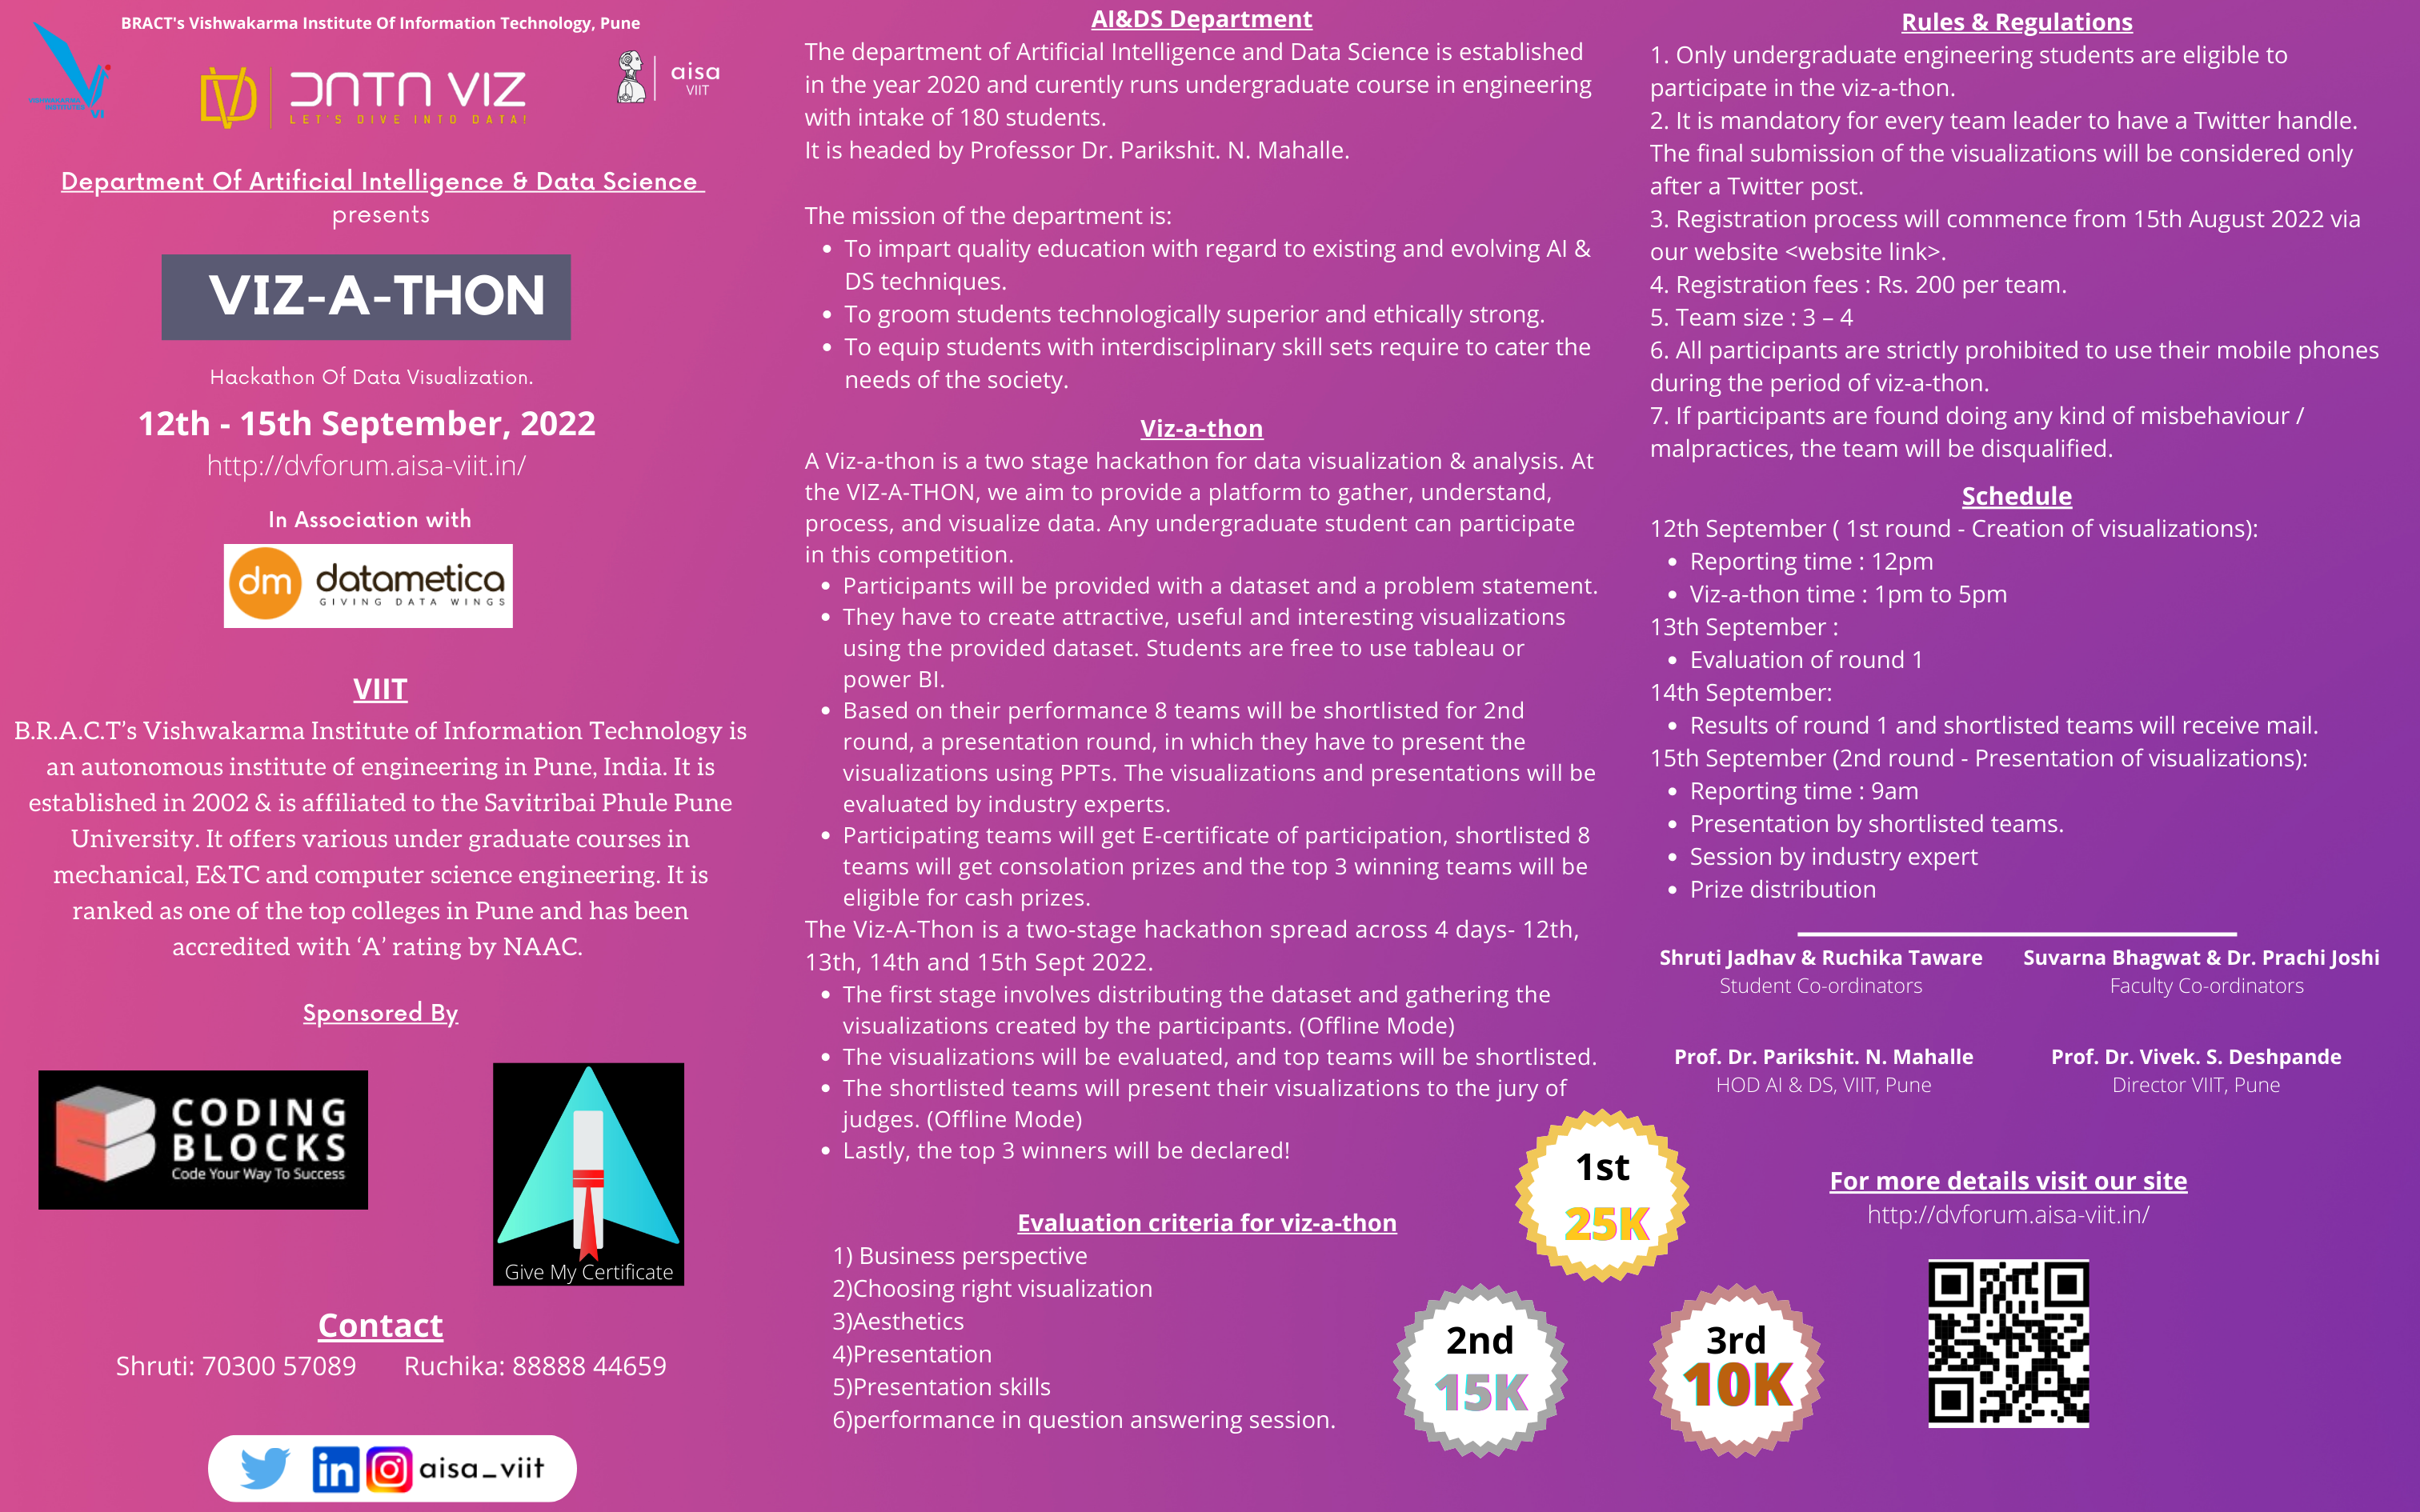 BRACT's Vishwakarma Institute Of Information Technology, Pune
VI
DATA VIZ
LET'S DIVE INTO DATA!
aisa
VIIT
Department Of Artificial Intelligence & Data Science
presents
VIZ-A-THON
Hackathon Of Data Visualization.
12th - 15th September, 2022
http://dvforum.aisa-viit.in/
In Association with
dm datametica
GIVING DATA WINGS
VIIT
B.R.A.C.T's Vishwakarma Institute of Information Technology is
an autonomous institute of engineering in Pune, India. It is
established in 2002 & is affiliated to the Savitribai Phule Pune
University. It offers various under graduate courses in
mechanical, E&TC and computer science engineering. It is
ranked as one of the top colleges in Pune and has been
accredited with ‘A’ rating by NAAC.
Sponsored By
CODING
BLOCKS
Code Your Way To Success
Give My Certificate
Contact
Shruti: 70300 57089 Ruchika: 88888 44659
in aisa_viit
AI&DS Department
The department of Artificial Intelligence and Data Science is established
in the year 2020 and curently runs undergraduate course in engineering
with intake of 180 students.
It is headed by Professor Dr. Parikshit. N. Mahalle.
The mission of the department is:
• To impart quality education with regard to existing and evolving AI &
DS techniques.
• To groom students technologically superior and ethically strong.
• To equip students with interdisciplinary skill sets require to cater the
needs of the society.
Viz-a-thon
A Viz-a-thon is a two stage hackathon for data visualization & analysis. At
the VIZ-A-THON, we aim to provide a platform to gather, understand,
process, and visualize data. Any undergraduate student can participate
in this competition.
• Participants will be provided with a dataset and a problem statement.
• They have to create attractive, useful and interesting visualizations
using the provided dataset. Students are free to use tableau or
power BI.
• Based on their performance 8 teams will be shortlisted for 2nd
round, a presentation round, in which they have to present the
visualizations using PPTs. The visualizations and presentations will be
evaluated by industry experts.
• Participating teams will get E-certificate of participation, shortlisted 8
teams will get consolation prizes and the top 3 winning teams will be
eligible for cash prizes.
The Viz-A-Thon is a two-stage hackathon spread across 4 days- 12th,
13th, 14th and 15th Sept 2022.
• The first stage involves distributing the dataset and gathering the
visualizations created by the participants. (Offline Mode)
• The visualizations will be evaluated, and top teams will be shortlisted.
• The shortlisted teams will present their visualizations to the jury of
judges. (Offline Mode)
• Lastly, the top 3 winners will be declared!
Evaluation criteria for viz-a-thon
1) Business perspective
2)Choosing right visualization
3)Aesthetics
4)Presentation
5)Presentation skills
6)performance in question answering session.
1st
25K
2nd
15K
3rd
10K
Rules & Regulations
1. Only undergraduate engineering students are eligible to
participate in the viz-a-thon.
2. It is mandatory for every team leader to have a Twitter handle.
The final submission of the visualizations will be considered only
after a Twitter post.
3. Registration process will commence from 15th August 2022 via
our website <website link>.
4. Registration fees : Rs. 200 per team.
5. Team size : 3 – 4
6. All participants are strictly prohibited to use their mobile phones
during the period of viz-a-thon.
7. If participants are found doing any kind of misbehaviour /
malpractices, the team will be disqualified.
Schedule
12th September ( 1st round - Creation of visualizations):
• Reporting time : 12pm
• Viz-a-thon time : 1pm to 5pm
13th September :
• Evaluation of round 1
14th September:
• Results of round 1 and shortlisted teams will receive mail.
15th September (2nd round - Presentation of visualizations):
• Reporting time : 9am
• Presentation by shortlisted teams.
• Session by industry expert
• Prize distribution
Shruti Jadhav & Ruchika Taware
Student Co-ordinators
Suvarna Bhagwat & Dr. Prachi Joshi
Faculty Co-ordinators
Prof. Dr. Parikshit. N. Mahalle
HOD AI & DS, VIIT, Pune
Prof. Dr. Vivek. S. Deshpande
Director VIIT, Pune
For more details visit our site
http://dvforum.aisa-viit.in/